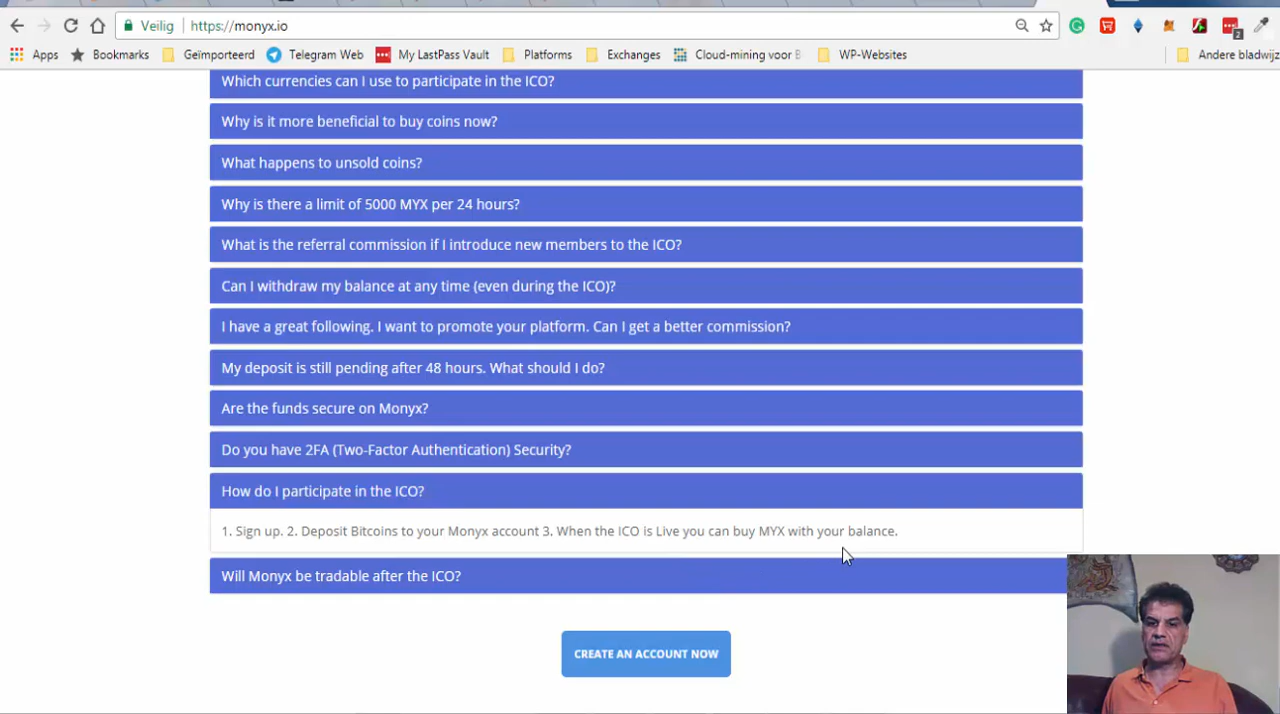 Veilig
https://monyx.io
2
Apps
Bookmarks
Geïmporteerd
Telegram Web
My LastPass Vault
Platforms
Exchanges
Cloud-mining voor B
WP-Websites
Andere bladwijz
Which currencies can I use to participate in the ICO?
Why is it more beneficial to buy coins now?
What happens to unsold coins?
Why is there a limit of 5000 MYX per 24 hours?
What is the referral commission if I introduce new members to the ICO?
Can I withdraw my balance at any time (even during the ICO)?
I have a great following. I want to promote your platform. Can I get a better commission?
My deposit is still pending after 48 hours. What should I do?
Are the funds secure on Monyx?
Do you have 2FA (Two-Factor Authentication) Security?
How do I participate in the ICO?
1. Sign up. 2. Deposit Bitcoins to your Monyx account 3. When the ICO is Live you can buy MYX with your balance.
Will Monyx be tradable after the ICO?
CREATE AN ACCOUNT NOW